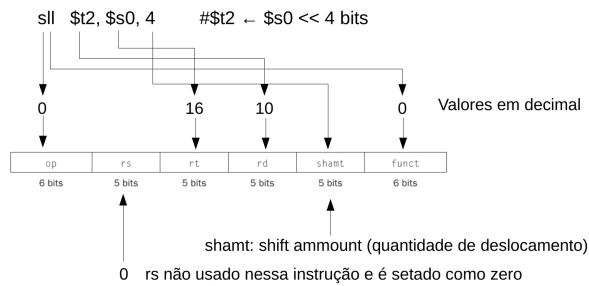 sll $t2, $s0, 4 #$t2 ← $s0 << 4 bits
0 16 10 0 Valores em decimal
op rs rt rd shamt funct
6 bits 5 bits 5 bits 5 bits 5 bits 6 bits
shamt: shift ammount (quantidade de deslocamento)
0 rs não usado nessa instrução e é setado como zero